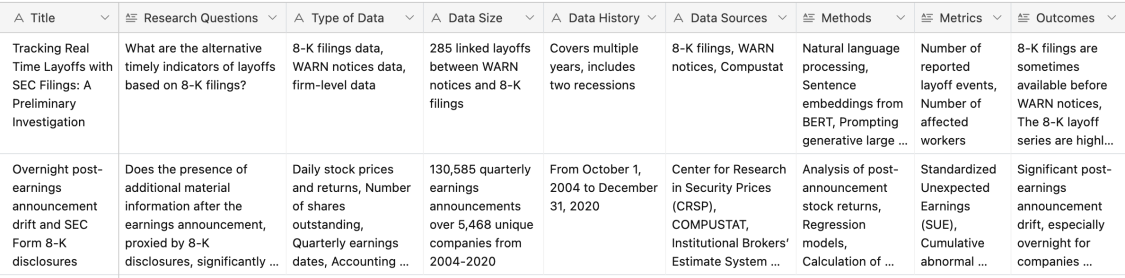 Title
Research Questions
Type of Data
Data Size
Data History
Data Sources
Methods
Metrics
Outcomes
Tracking Real
Time Layoffs with
SEC Filings: A
Preliminary
Investigation
What are the alternative
timely indicators of layoffs
based on 8-K filings?
8-K filings data,
WARN notices data,
firm-level data
285 linked layoffs
between WARN
notices and 8-K
filings
Covers multiple
years, includes
two recessions
8-K filings, WARN
notices, Compustat
Natural language
processing,
Sentence
embeddings from
BERT, Prompting
generative large ...
Number of
reported
layoff events,
Number of
affected
workers
8-K filings are
sometimes
available before
WARN notices,
The 8-K layoff
series are highl...
Overnight post-
earnings
announcement
drift and SEC
Form 8-K
disclosures
Does the presence of
additional material
information after the
earnings announcement,
proxied by 8-K
disclosures, significantly ...
Daily stock prices
and returns, Number
of shares
outstanding,
Quarterly earnings
dates, Accounting ...
130,585 quarterly
earnings
announcements
over 5,468 unique
companies from
2004-2020
From October 1,
2004 to December
31, 2020
Center for Research
in Security Prices
(CRSP),
COMPUSTAT,
Institutional Brokers'
Estimate System ...
Analysis of post-
announcement
stock returns,
Regression
models,
Calculation of ...
Standardized
Unexpected
Earnings
(SUE),
Cumulative
abnormal ...
Significant post-
earnings
announcement
drift, especially
overnight for
companies ...